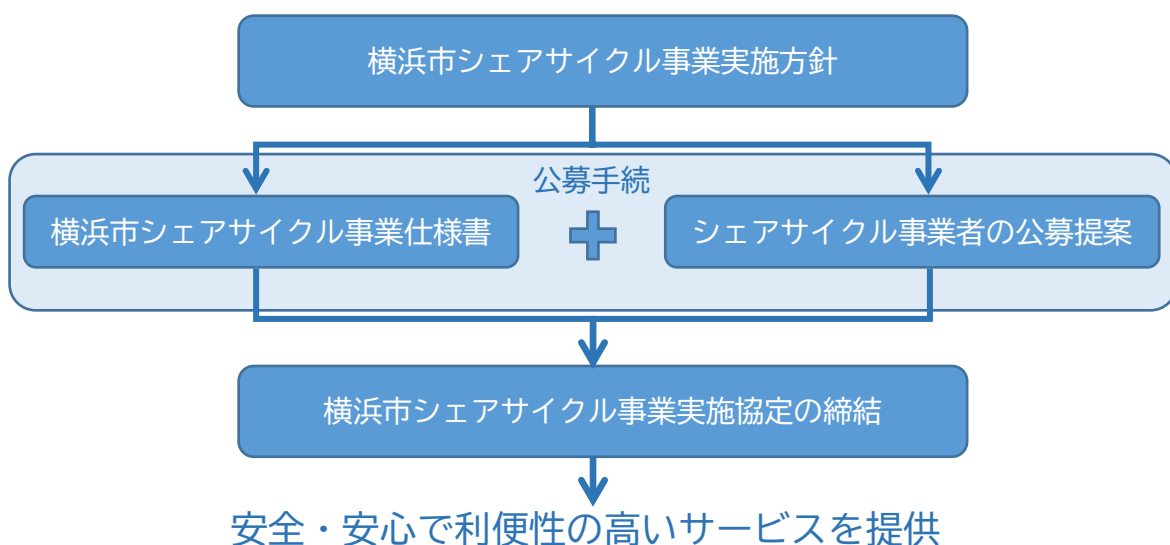 横浜市シェアサイクル事業実施方針
公募手続
横浜市シェアサイクル事業仕様書
シェアサイクル事業者の公募提案
横浜市シェアサイクル事業実施協定の締結
安全・安心で利便性の高いサービスを提供